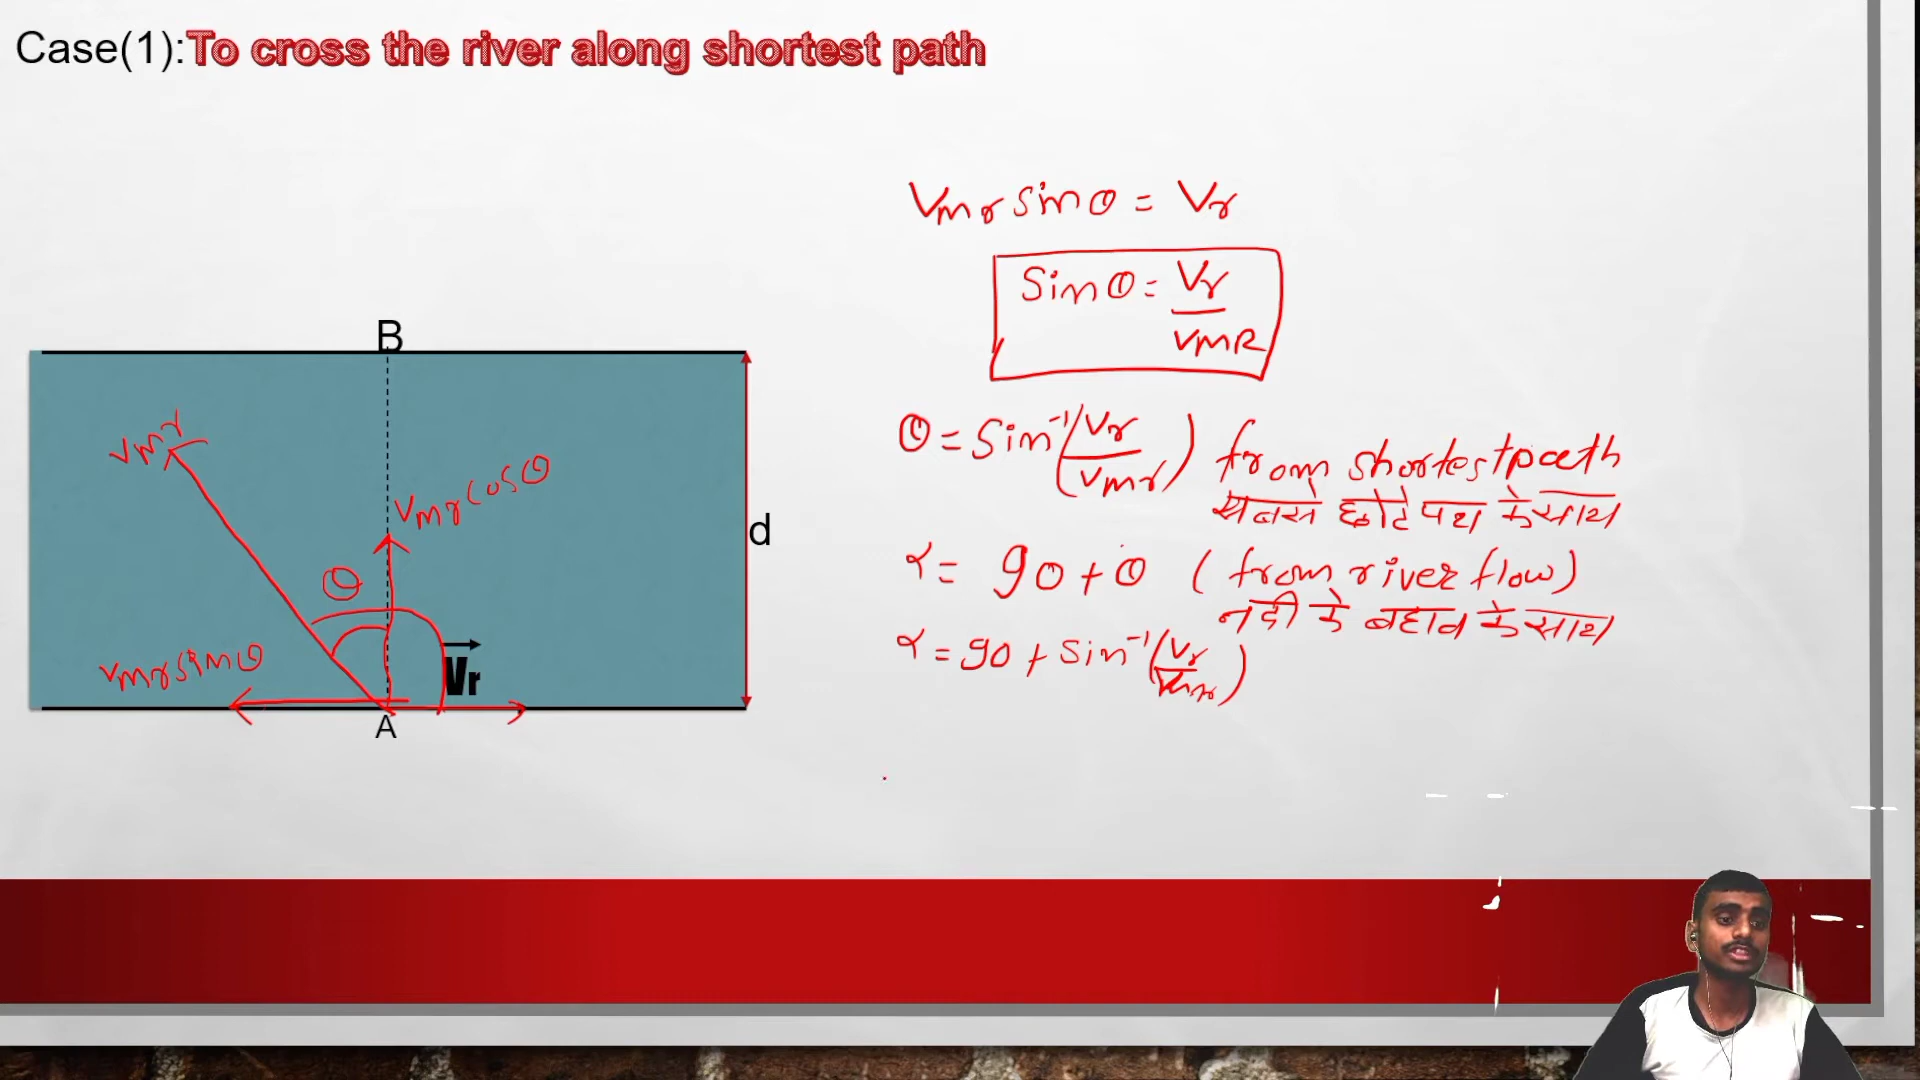 Case(1):To cross the river along shortest path
Vmr sinθ = Vr
Sinθ = Vr
VMR
θ = Sin⁻¹(Vr/Vmr) from shortest path
सबसे छोटे पथ के साथ
α = 90 + θ (from river flow)
नदी के बहाव के साथ
α = 90 + Sin⁻¹(Vr/Vmr)
B
Vmr
Vmr cosθ
d
θ
Vmr sinθ
Vr
A